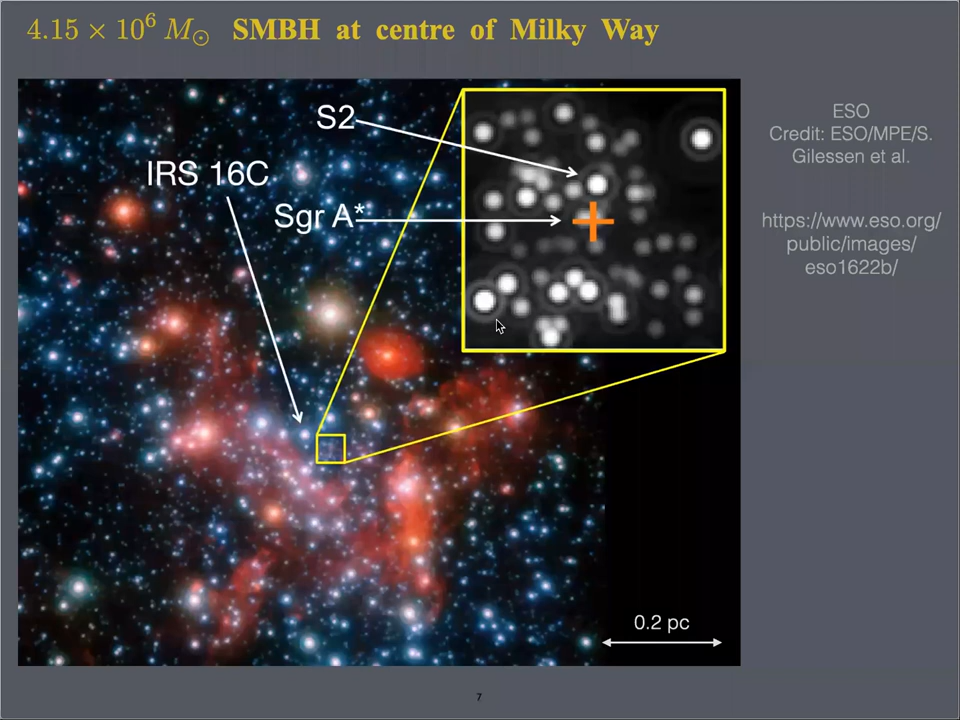 4.15 × 10⁶ M☉ SMBH at centre of Milky Way
S2
IRS 16C
Sgr A*
ESO
Credit: ESO/MPE/S.
Gilessen et al.
https://www.eso.org/
public/images/
eso1622b/
0.2 pc
7